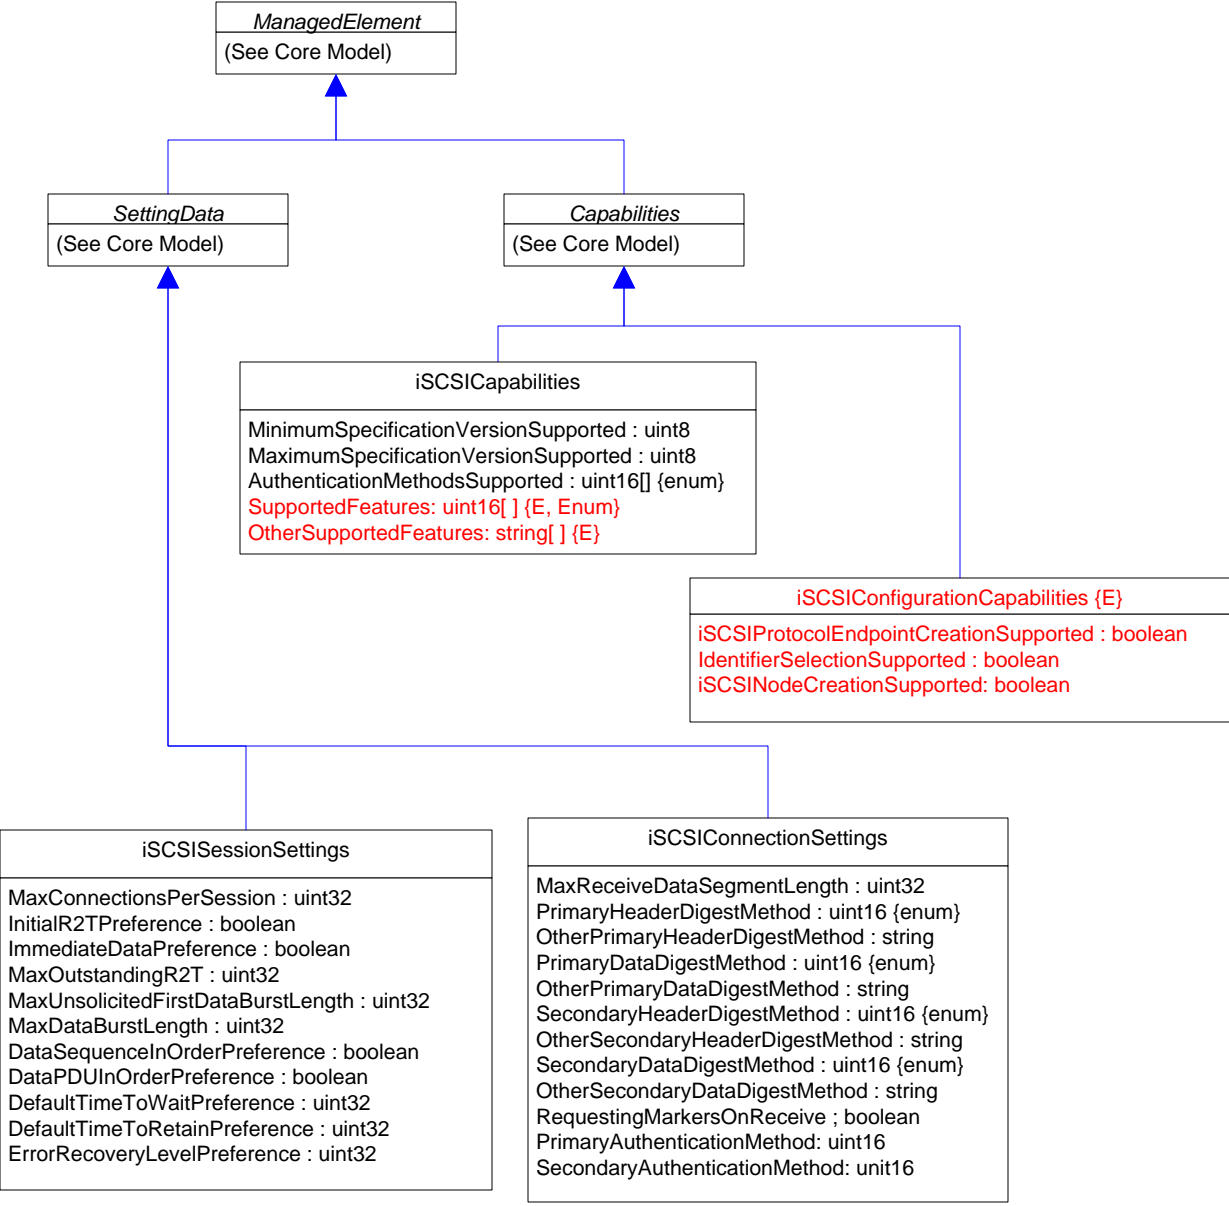 ManagedElement
(See Core Model)
SettingData
(See Core Model)
Capabilities
(See Core Model)
iSCSICapabilities
MinimumSpecificationVersionSupported : uint8
MaximumSpecificationVersionSupported : uint8
AuthenticationMethodsSupported : uint16[] {enum}
SupportedFeatures: uint16[ ] {E, Enum}
OtherSupportedFeatures: string[ ] {E}
iSCSIConfigurationCapabilities {E}
iSCSIProtocolEndpointCreationSupported : boolean
IdentifierSelectionSupported : boolean
iSCSINodeCreationSupported: boolean
iSCSISessionSettings
MaxConnectionsPerSession : uint32
InitialR2TPreference : boolean
ImmediateDataPreference : boolean
MaxOutstandingR2T : uint32
MaxUnsolicitedFirstDataBurstLength : uint32
MaxDataBurstLength : uint32
DataSequenceInOrderPreference : boolean
DataPDUInOrderPreference : boolean
DefaultTimeToWaitPreference : uint32
DefaultTimeToRetainPreference : uint32
ErrorRecoveryLevelPreference : uint32
iSCSIConnectionSettings
MaxReceiveDataSegmentLength : uint32
PrimaryHeaderDigestMethod : uint16 {enum}
OtherPrimaryHeaderDigestMethod : string
PrimaryDataDigestMethod : uint16 {enum}
OtherPrimaryDataDigestMethod : string
SecondaryHeaderDigestMethod : uint16 {enum}
OtherSecondaryHeaderDigestMethod : string
SecondaryDataDigestMethod : uint16 {enum}
OtherSecondaryDataDigestMethod : string
RequestingMarkersOnReceive ; boolean
PrimaryAuthenticationMethod: uint16
SecondaryAuthenticationMethod: unit16